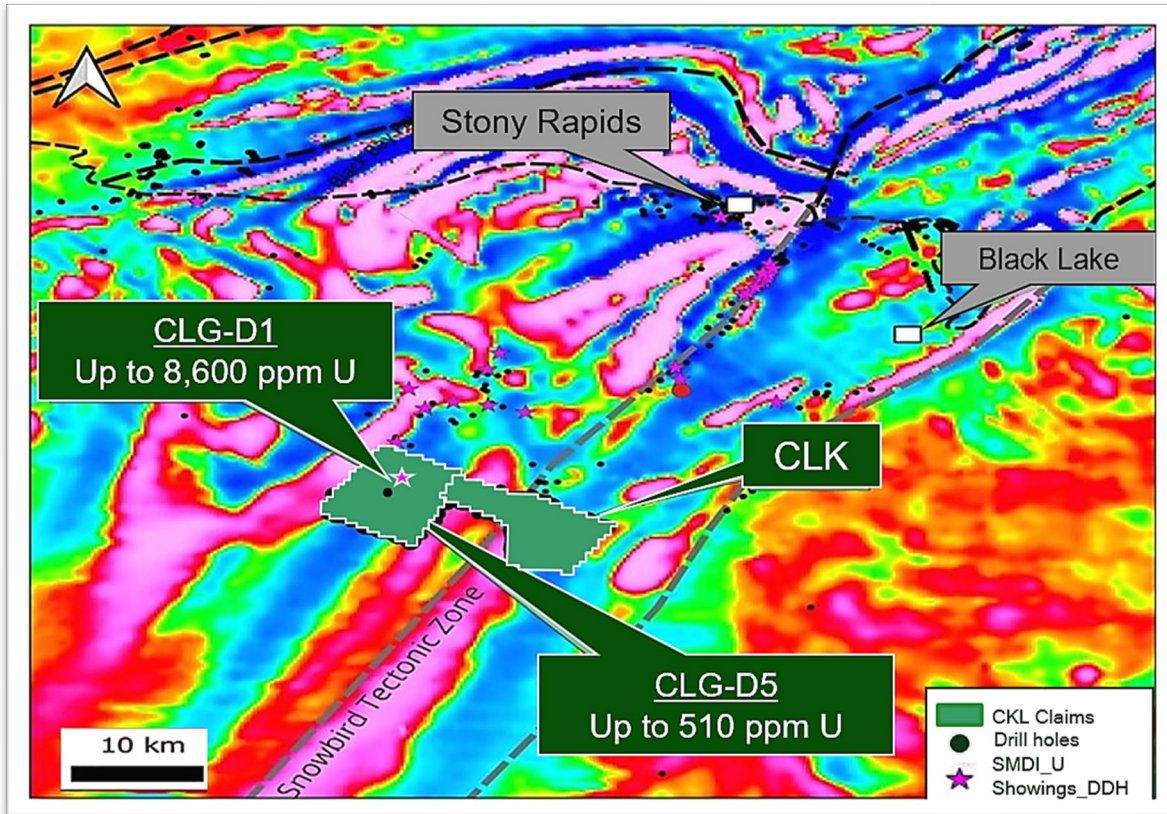 Stony Rapids
Black Lake
CLG-D1
Up to 8,600 ppm U
CLK
CLG-D5
Up to 510 ppm U
Snowbird Tectonic Zone
10 km
CKL Claims
Drill holes
SMDI_U
Showings_DDH